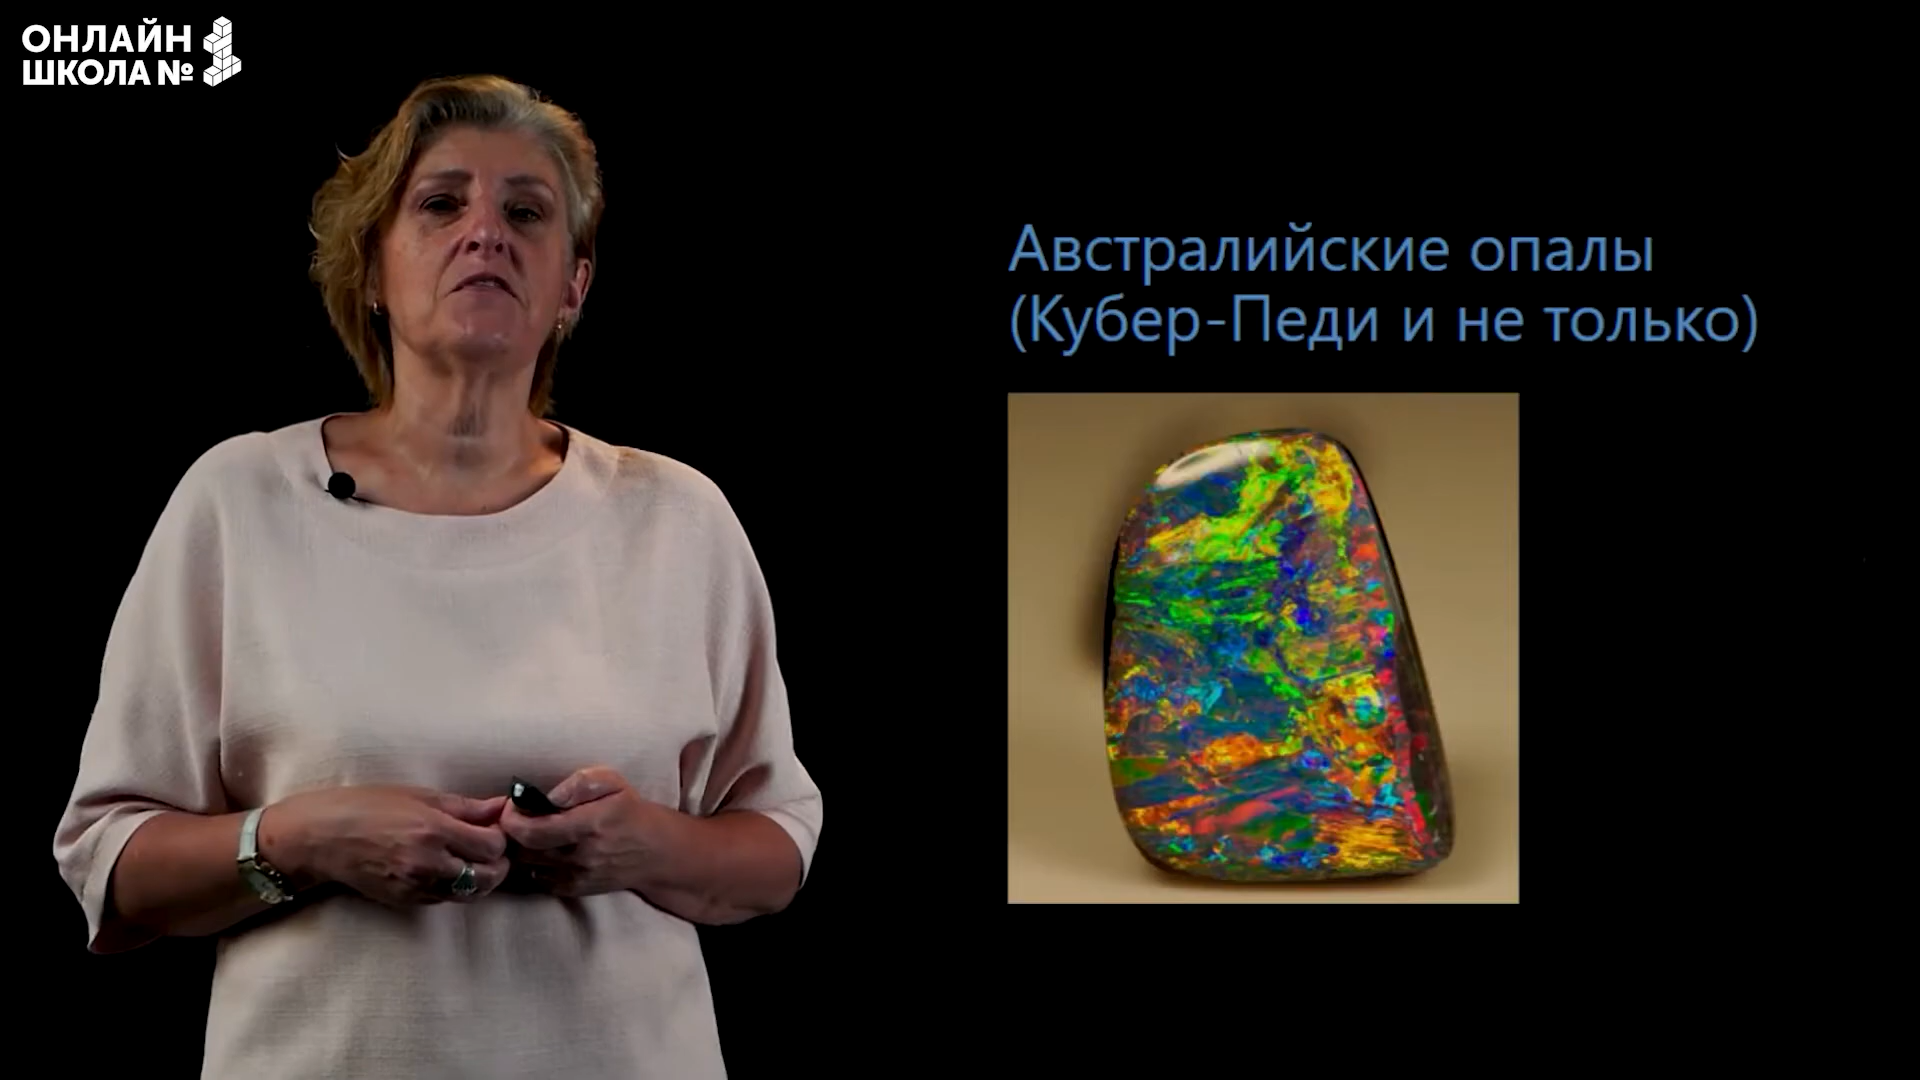 ОНЛАЙН
ШКОЛА №
Австралийские опалы
(Кубер-Педи и не только)